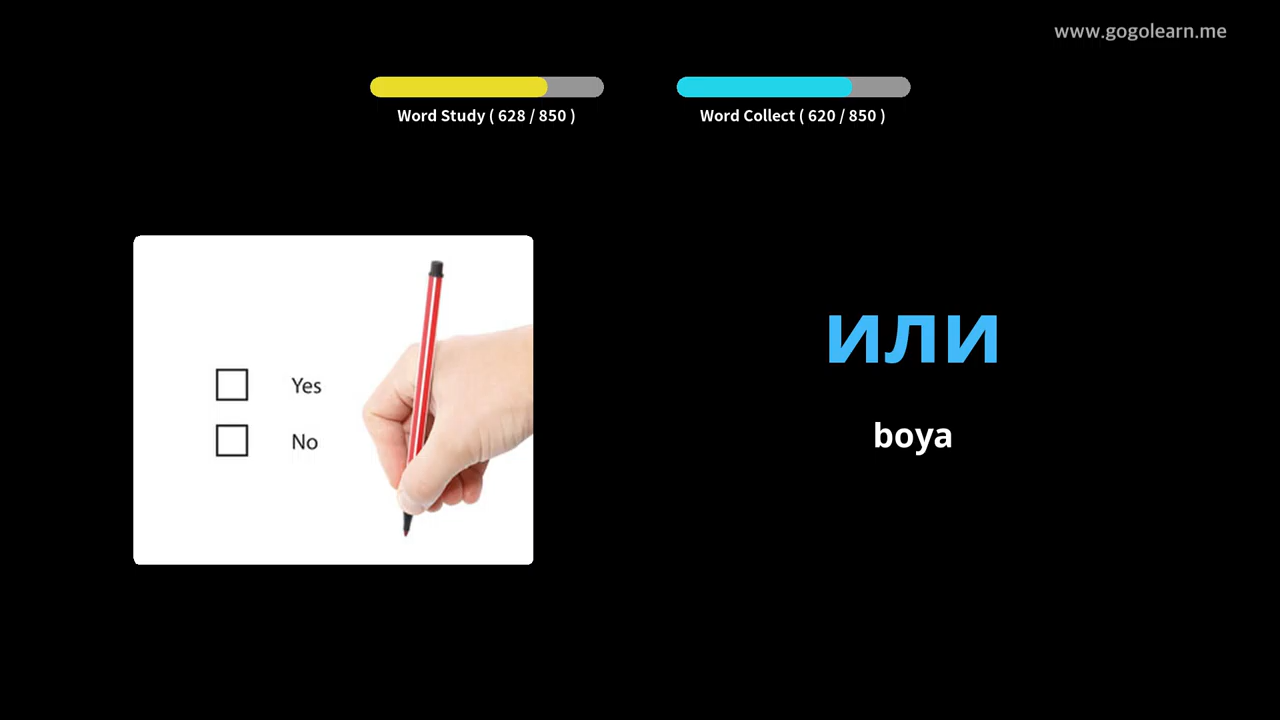 www.gogolearn.me
Word Study ( 628 / 850 )
Word Collect ( 620 / 850 )
Yes
No
или
boya